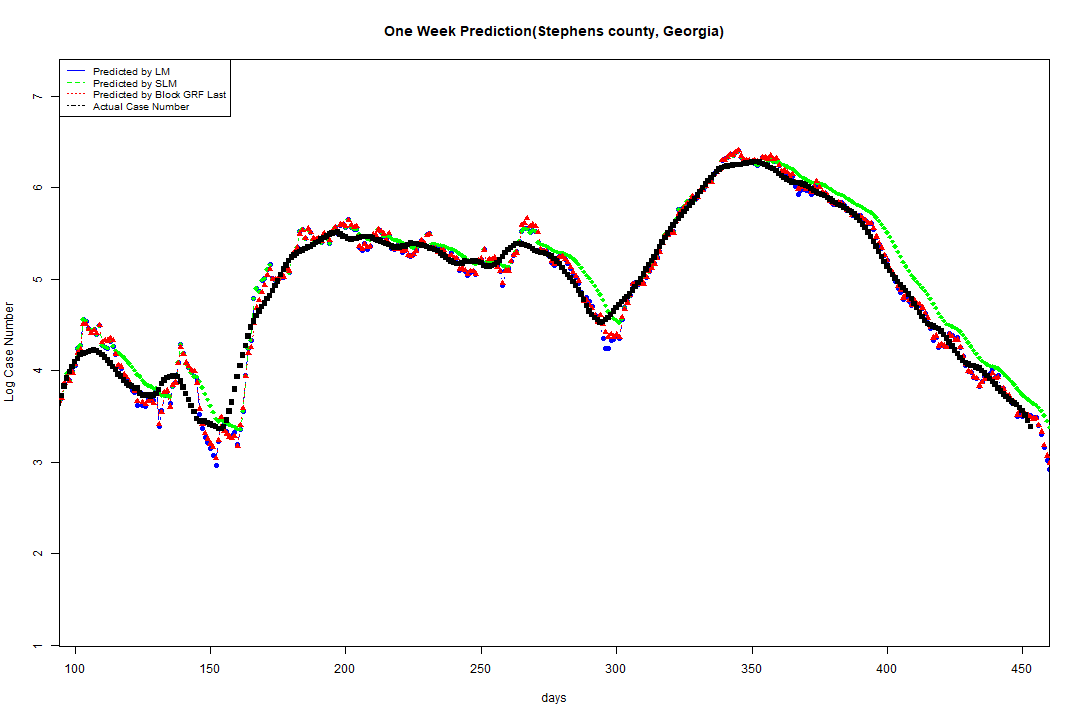 One Week Prediction(Stephens county, Georgia)
Predicted by LM
Predicted by SLM
Predicted by Block GRF Last
Actual Case Number
Log Case Number
7
6
5
4
3
2
1
100 150 200 250 300 350 400 450
days